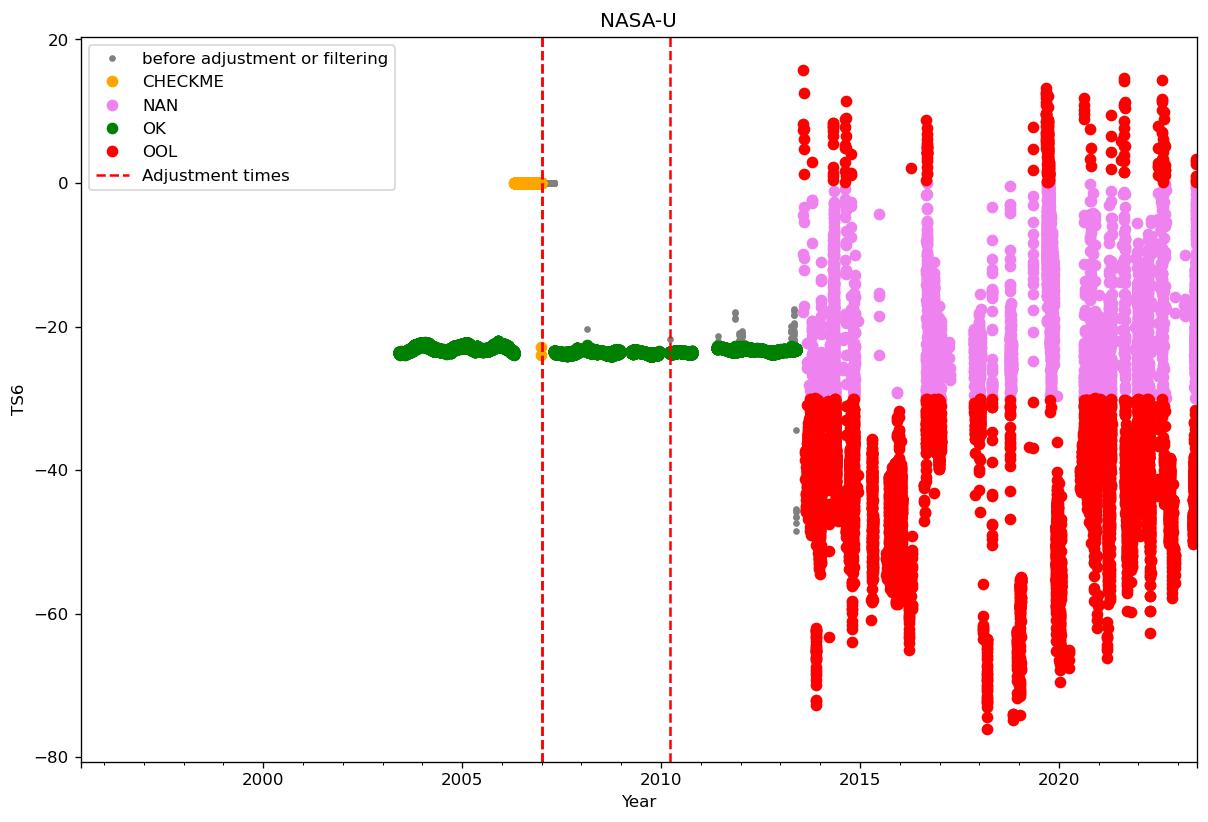 NASA-U
before adjustment or filtering
CHECKME
NAN
OK
OOL
Adjustment times
TS6
20
0
−20
−40
−60
−80
2000
2005
2010
2015
2020
Year